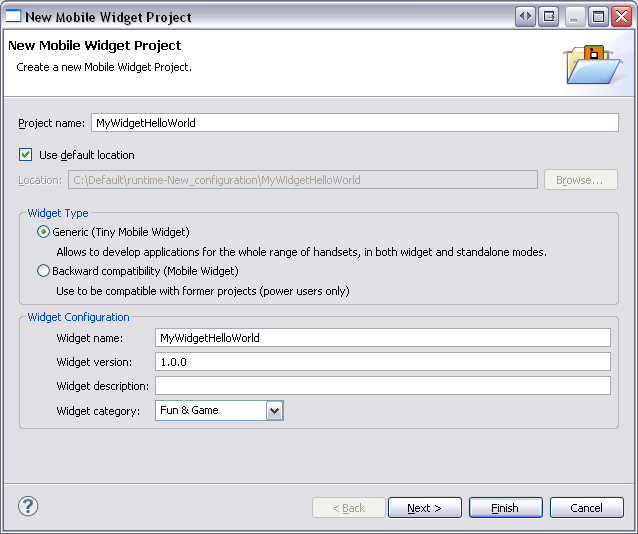 New Mobile Widget Project
New Mobile Widget Project
Create a new Mobile Widget Project.
Project name: MyWidgetHelloWorld
Use default location
Location: C:\Default\runtime-New_configuration\MyWidgetHelloWorld Browse...
Widget Type
Generic (Tiny Mobile Widget)
Allows to develop applications for the whole range of handsets, in both widget and standalone modes.
Backward compatibility (Mobile Widget)
Use to be compatible with former projects (power users only)
Widget Configuration
Widget name: MyWidgetHelloWorld
Widget version: 1.0.0
Widget description:
Widget category: Fun & Game
? < Back Next > Finish Cancel